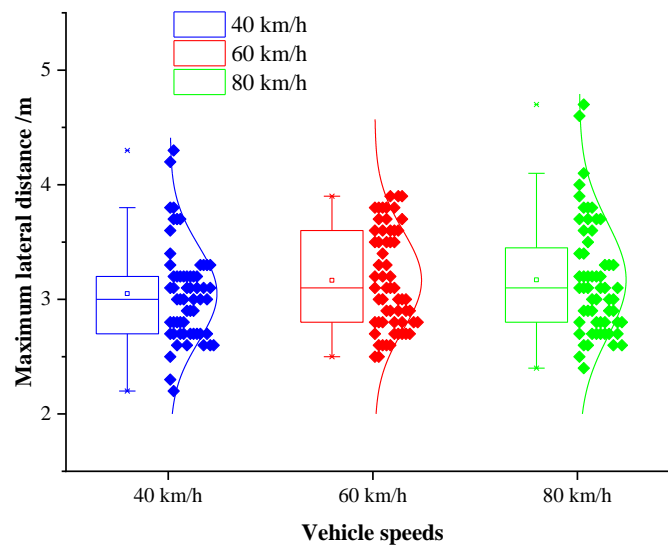 40 km/h
60 km/h
80 km/h
5
4
3
2
Maximum lateral distance /m
40 km/h
60 km/h
80 km/h
Vehicle speeds